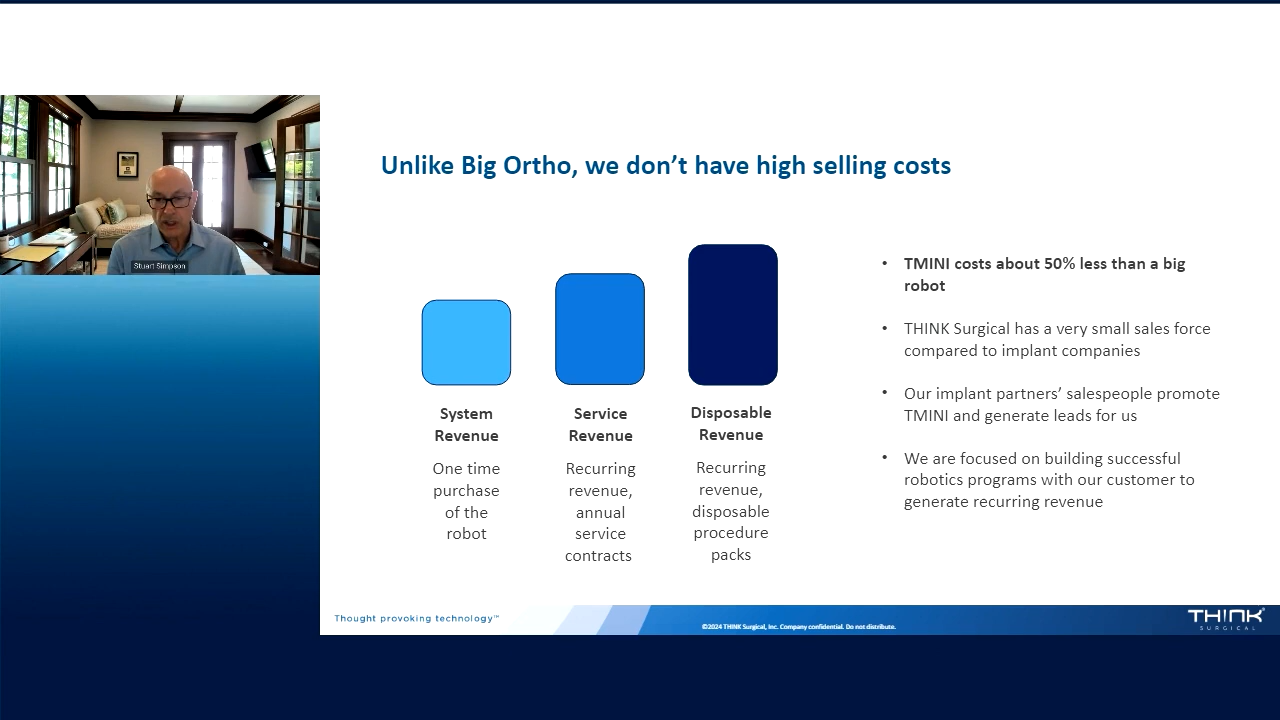 Unlike Big Ortho, we don’t have high selling costs
Stuart Simpson
System
Revenue
One time
purchase
of the
robot
Service
Revenue
Recurring
revenue,
annual
service
contracts
Disposable
Revenue
Recurring
revenue,
disposable
procedure
packs
• TMINI costs about 50% less than a big
robot
• THINK Surgical has a very small sales force
compared to implant companies
• Our implant partners’ salespeople promote
TMINI and generate leads for us
• We are focused on building successful
robotics programs with our customer to
generate recurring revenue
Thought provoking technology™
©2024 THINK Surgical, Inc. Company confidential. Do not distribute.
THINK®
SURGICAL